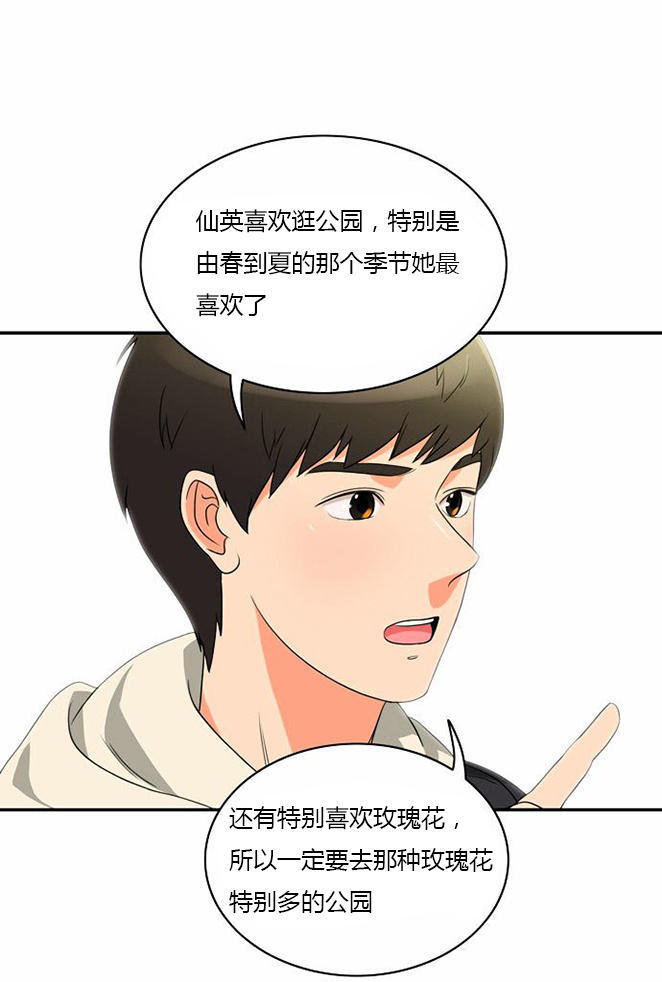 仙英喜欢逛公园，特别是
由春到夏的那个季节她最
喜欢了
还有特别喜欢玫瑰花，
所以一定要去那种玫瑰花
特别多的公园